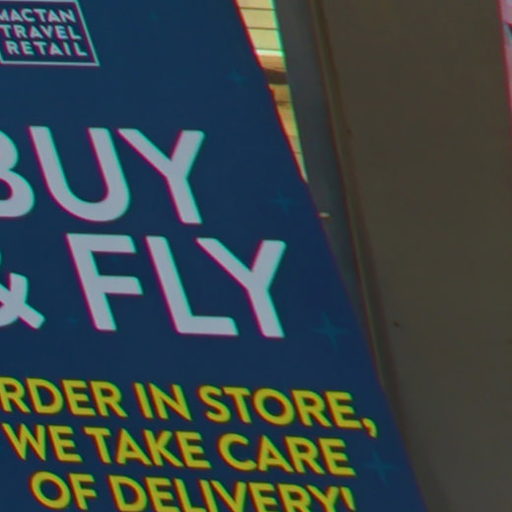 MACTAN
TRAVEL
RETAIL
BUY
& FLY
RDER IN STORE,
WE TAKE CARE
OF DELIVERY!